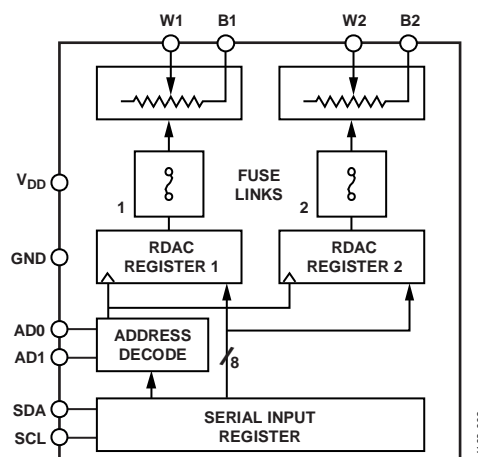 W1 B1 W2 B2
V_DD
FUSE
LINKS
1
2
GND
RDAC
REGISTER 1
RDAC
REGISTER 2
AD0
AD1
ADDRESS
DECODE
8
SDA
SCL
SERIAL INPUT
REGISTER